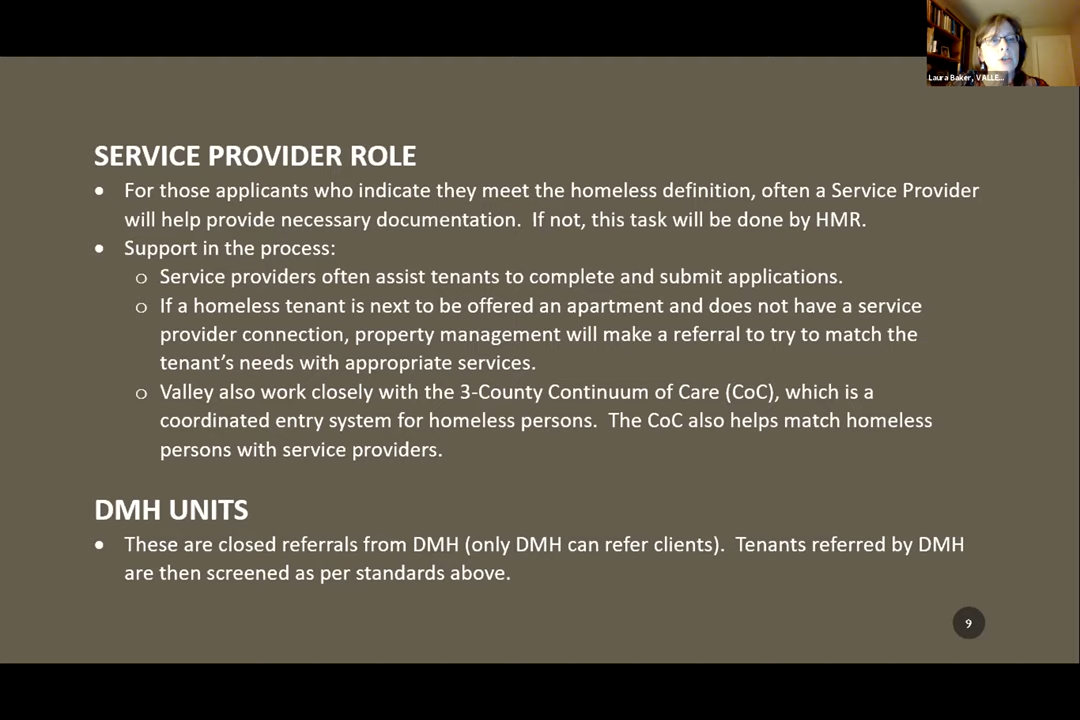 Laura Baker, VALLE...
SERVICE PROVIDER ROLE
• For those applicants who indicate they meet the homeless definition, often a Service Provider
will help provide necessary documentation.  If not, this task will be done by HMR.
• Support in the process:
o Service providers often assist tenants to complete and submit applications.
o If a homeless tenant is next to be offered an apartment and does not have a service
provider connection, property management will make a referral to try to match the
tenant's needs with appropriate services.
o Valley also work closely with the 3-County Continuum of Care (CoC), which is a
coordinated entry system for homeless persons.  The CoC also helps match homeless
persons with service providers.
DMH UNITS
• These are closed referrals from DMH (only DMH can refer clients).  Tenants referred by DMH
are then screened as per standards above.
9